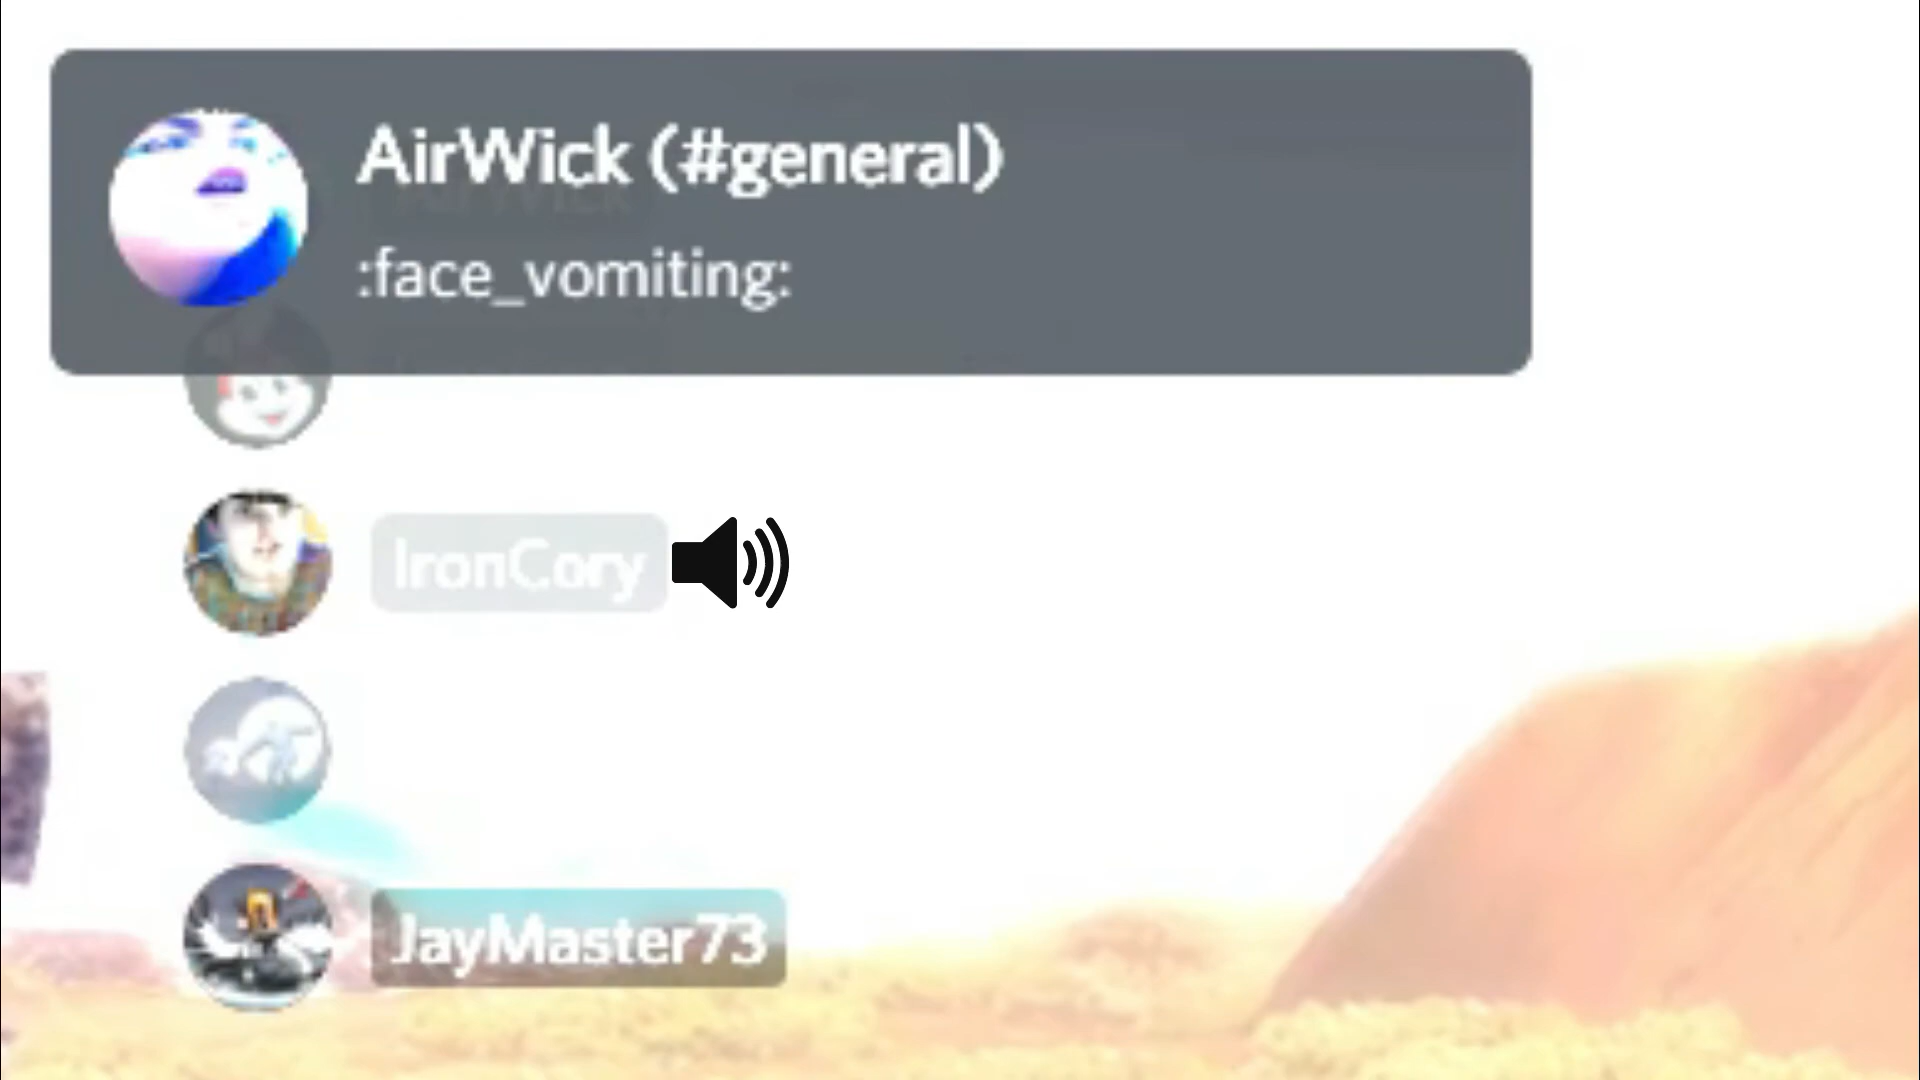 AirWick (#general)
:face_vomiting:
IronCory
JayMaster73